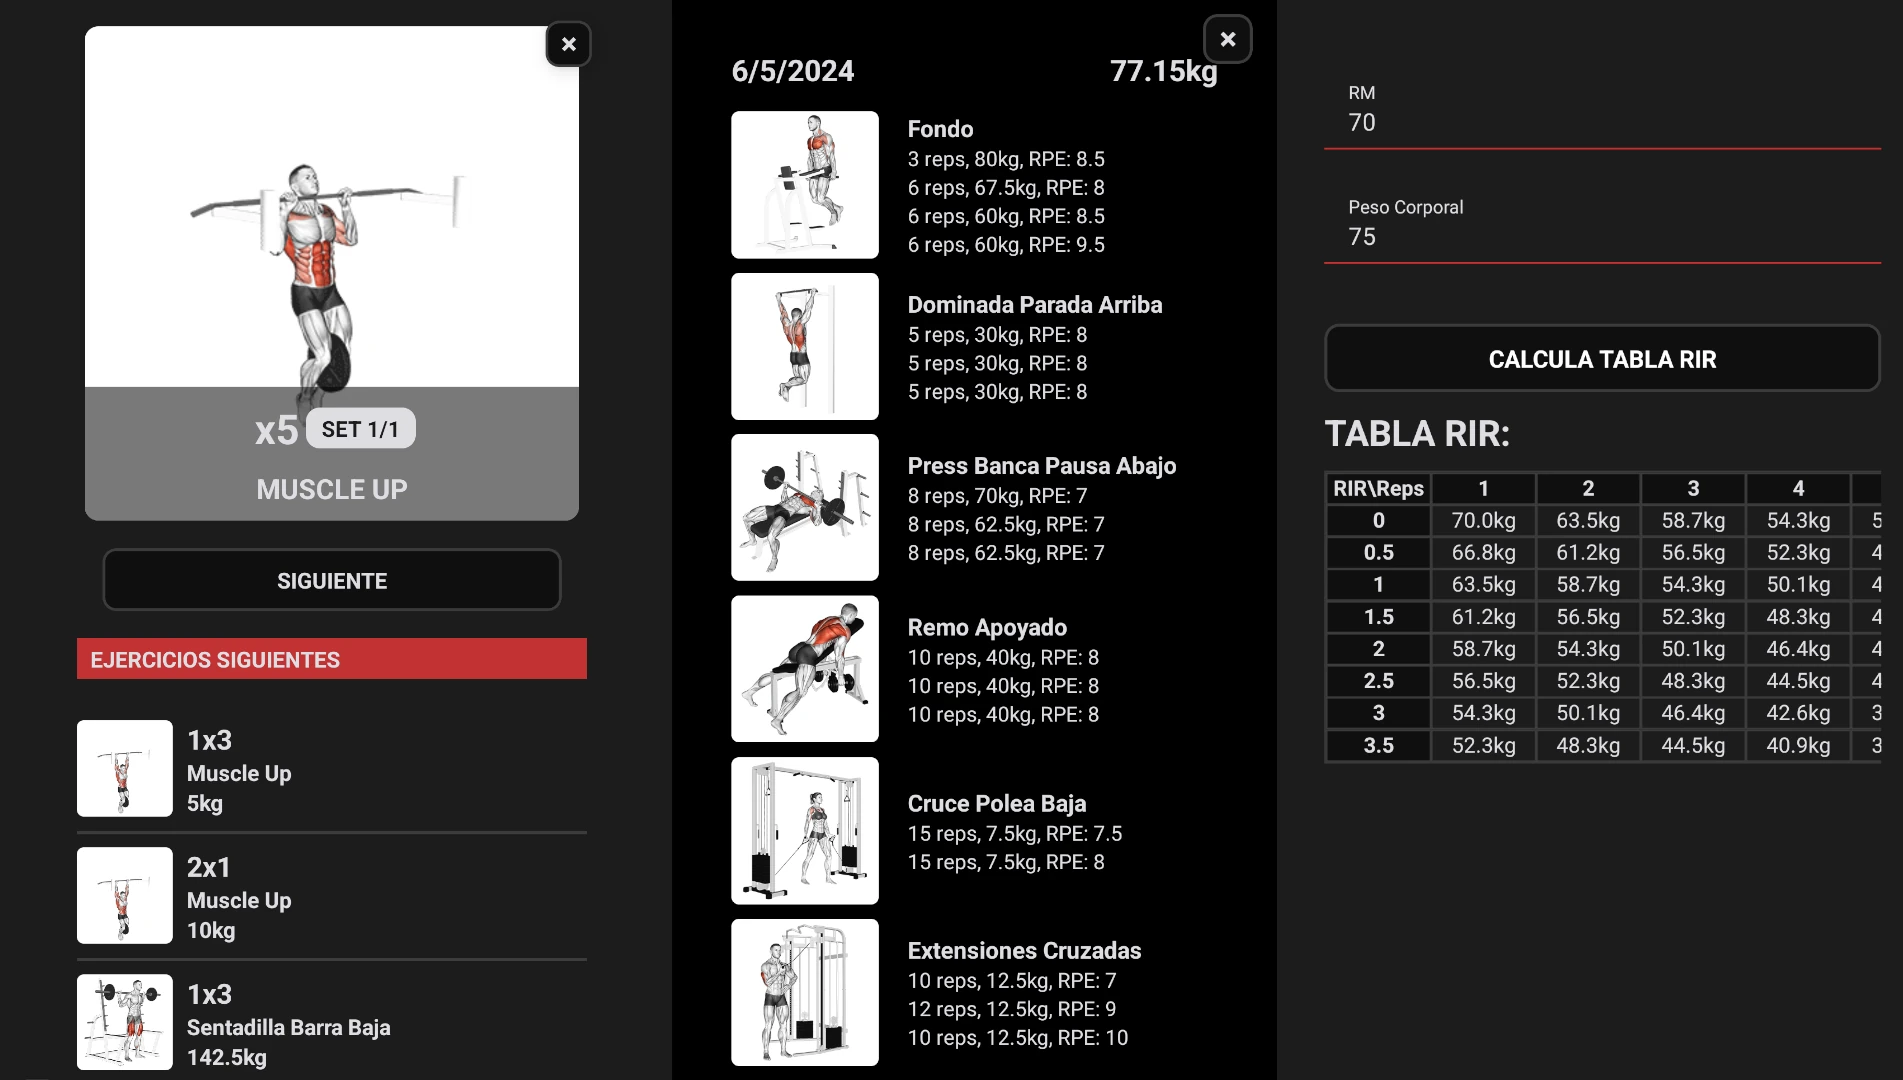 ×
x5 SET 1/1
MUSCLE UP
SIGUIENTE
EJERCICIOS SIGUIENTES
1x3
Muscle Up
5kg
2x1
Muscle Up
10kg
1x3
Sentadilla Barra Baja
142.5kg
×
6/5/2024 77.15kg
Fondo
3 reps, 80kg, RPE: 8.5
6 reps, 67.5kg, RPE: 8
6 reps, 60kg, RPE: 8.5
6 reps, 60kg, RPE: 9.5
Dominada Parada Arriba
5 reps, 30kg, RPE: 8
5 reps, 30kg, RPE: 8
5 reps, 30kg, RPE: 8
Press Banca Pausa Abajo
8 reps, 70kg, RPE: 7
8 reps, 62.5kg, RPE: 7
8 reps, 62.5kg, RPE: 7
Remo Apoyado
10 reps, 40kg, RPE: 8
10 reps, 40kg, RPE: 8
10 reps, 40kg, RPE: 8
Cruce Polea Baja
15 reps, 7.5kg, RPE: 7.5
15 reps, 7.5kg, RPE: 8
Extensiones Cruzadas
10 reps, 12.5kg, RPE: 7
12 reps, 12.5kg, RPE: 9
10 reps, 12.5kg, RPE: 10
RM
70
Peso Corporal
75
CALCULA TABLA RIR
TABLA RIR:
RIR\Reps 1 2 3 4
0 70.0kg 63.5kg 58.7kg 54.3kg 5
0.5 66.8kg 61.2kg 56.5kg 52.3kg 4
1 63.5kg 58.7kg 54.3kg 50.1kg 4
1.5 61.2kg 56.5kg 52.3kg 48.3kg 4
2 58.7kg 54.3kg 50.1kg 46.4kg 4
2.5 56.5kg 52.3kg 48.3kg 44.5kg 4
3 54.3kg 50.1kg 46.4kg 42.6kg 3
3.5 52.3kg 48.3kg 44.5kg 40.9kg 3